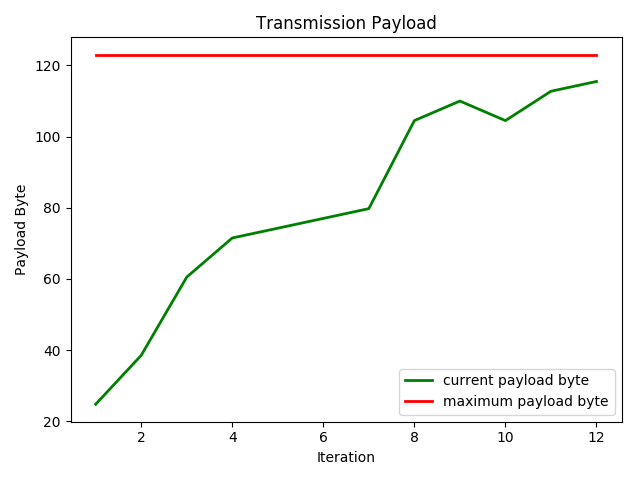 Transmission Payload
120
100
80
60
40
20
Payload Byte
2 4 6 8 10 12
Iteration
current payload byte
maximum payload byte